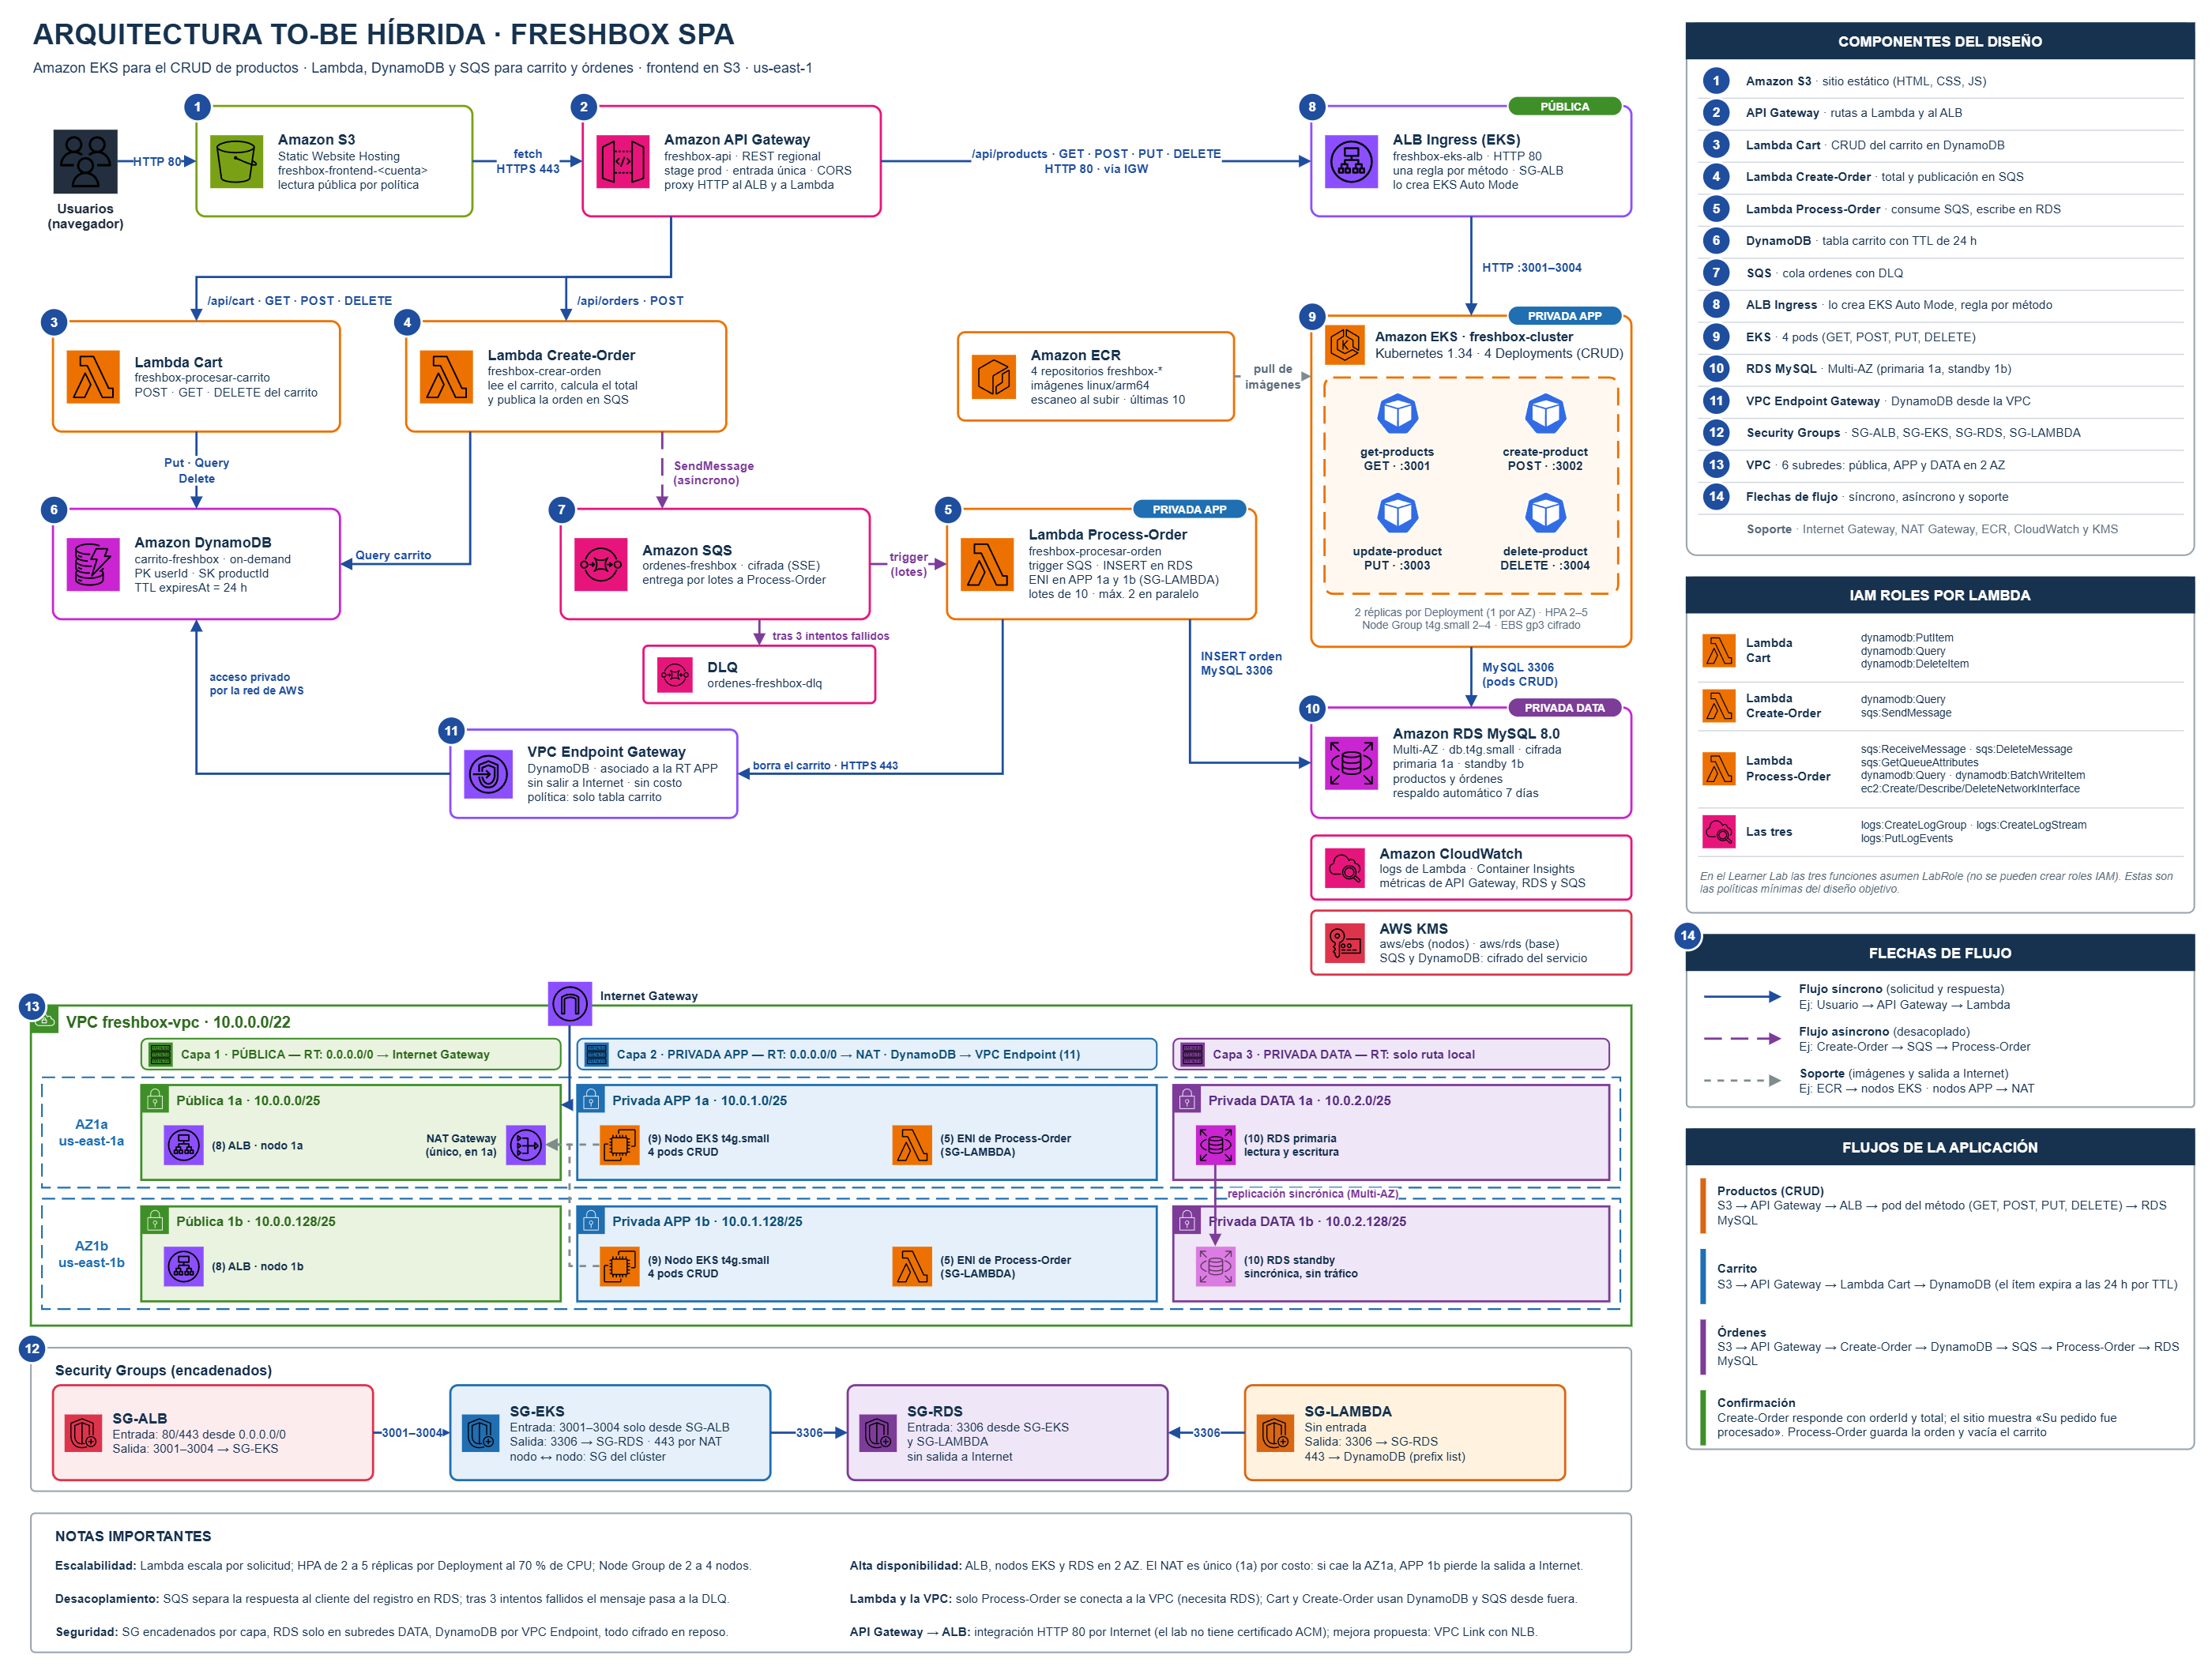 ARQUITECTURA TO-BE HÍBRIDA · FRESHBOX SPA
Amazon EKS para el CRUD de productos · Lambda, DynamoDB y SQS para carrito y órdenes · frontend en S3 · us-east-1
Usuarios
(navegador)
HTTP 80
1
Amazon S3
Static Website Hosting
freshbox-frontend-<cuenta>
lectura pública por política
fetch
HTTPS 443
2
Amazon API Gateway
freshbox-api · REST regional
stage prod · entrada única · CORS
proxy HTTP al ALB y a Lambda
/api/products · GET · POST · PUT · DELETE
HTTP 80 · vía IGW
8
PÚBLICA
ALB Ingress (EKS)
freshbox-eks-alb · HTTP 80
una regla por método · SG-ALB
lo crea EKS Auto Mode
HTTP :3001–3004
/api/cart · GET · POST · DELETE
/api/orders · POST
3
Lambda Cart
freshbox-procesar-carrito
POST · GET · DELETE del carrito
4
Lambda Create-Order
freshbox-crear-orden
lee el carrito, calcula el total
y publica la orden en SQS
Amazon ECR
4 repositorios freshbox-*
imágenes linux/arm64
escaneo al subir · últimas 10
pull de
imágenes
9
PRIVADA APP
Amazon EKS · freshbox-cluster
Kubernetes 1.34 · 4 Deployments (CRUD)
get-products
GET · :3001
create-product
POST · :3002
update-product
PUT · :3003
delete-product
DELETE · :3004
2 réplicas por Deployment (1 por AZ) · HPA 2–5
Node Group t4g.small 2–4 · EBS gp3 cifrado
Put · Query
Delete
SendMessage
(asíncrono)
6
Amazon DynamoDB
carrito-freshbox · on-demand
PK userId · SK productId
TTL expiresAt = 24 h
Query carrito
7
Amazon SQS
ordenes-freshbox · cifrada (SSE)
entrega por lotes a Process-Order
trigger
(lotes)
5
PRIVADA APP
Lambda Process-Order
freshbox-procesar-orden
trigger SQS · INSERT en RDS
ENI en APP 1a y 1b (SG-LAMBDA)
lotes de 10 · máx. 2 en paralelo
tras 3 intentos fallidos
DLQ
ordenes-freshbox-dlq
INSERT orden
MySQL 3306
MySQL 3306
(pods CRUD)
acceso privado
por la red de AWS
11
VPC Endpoint Gateway
DynamoDB · asociado a la RT APP
sin salir a Internet · sin costo
política: solo tabla carrito
borra el carrito · HTTPS 443
10
PRIVADA DATA
Amazon RDS MySQL 8.0
Multi-AZ · db.t4g.small · cifrada
primaria 1a · standby 1b
productos y órdenes
respaldo automático 7 días
Amazon CloudWatch
logs de Lambda · Container Insights
métricas de API Gateway, RDS y SQS
AWS KMS
aws/ebs (nodos) · aws/rds (base)
SQS y DynamoDB: cifrado del servicio
13
Internet Gateway
VPC freshbox-vpc · 10.0.0.0/22
Capa 1 · PÚBLICA — RT: 0.0.0.0/0 → Internet Gateway
Capa 2 · PRIVADA APP — RT: 0.0.0.0/0 → NAT · DynamoDB → VPC Endpoint (11)
Capa 3 · PRIVADA DATA — RT: solo ruta local
AZ1a
us-east-1a
Pública 1a · 10.0.0.0/25
(8) ALB · nodo 1a
NAT Gateway
(único, en 1a)
Privada APP 1a · 10.0.1.0/25
(9) Nodo EKS t4g.small
4 pods CRUD
(5) ENI de Process-Order
(SG-LAMBDA)
Privada DATA 1a · 10.0.2.0/25
(10) RDS primaria
lectura y escritura
replicación sincrónica (Multi-AZ)
AZ1b
us-east-1b
Pública 1b · 10.0.0.128/25
(8) ALB · nodo 1b
Privada APP 1b · 10.0.1.128/25
(9) Nodo EKS t4g.small
4 pods CRUD
(5) ENI de Process-Order
(SG-LAMBDA)
Privada DATA 1b · 10.0.2.128/25
(10) RDS standby
sincrónica, sin tráfico
12
Security Groups (encadenados)
SG-ALB
Entrada: 80/443 desde 0.0.0.0/0
Salida: 3001–3004 → SG-EKS
3001–3004
SG-EKS
Entrada: 3001–3004 solo desde SG-ALB
Salida: 3306 → SG-RDS · 443 por NAT
nodo ↔ nodo: SG del clúster
3306
SG-RDS
Entrada: 3306 desde SG-EKS
y SG-LAMBDA
sin salida a Internet
3306
SG-LAMBDA
Sin entrada
Salida: 3306 → SG-RDS
443 → DynamoDB (prefix list)
NOTAS IMPORTANTES
Escalabilidad: Lambda escala por solicitud; HPA de 2 a 5 réplicas por Deployment al 70 % de CPU; Node Group de 2 a 4 nodos.
Desacoplamiento: SQS separa la respuesta al cliente del registro en RDS; tras 3 intentos fallidos el mensaje pasa a la DLQ.
Seguridad: SG encadenados por capa, RDS solo en subredes DATA, DynamoDB por VPC Endpoint, todo cifrado en reposo.
Alta disponibilidad: ALB, nodos EKS y RDS en 2 AZ. El NAT es único (1a) por costo: si cae la AZ1a, APP 1b pierde la salida a Internet.
Lambda y la VPC: solo Process-Order se conecta a la VPC (necesita RDS); Cart y Create-Order usan DynamoDB y SQS desde fuera.
API Gateway → ALB: integración HTTP 80 por Internet (el lab no tiene certificado ACM); mejora propuesta: VPC Link con NLB.
COMPONENTES DEL DISEÑO
1 Amazon S3 · sitio estático (HTML, CSS, JS)
2 API Gateway · rutas a Lambda y al ALB
3 Lambda Cart · CRUD del carrito en DynamoDB
4 Lambda Create-Order · total y publicación en SQS
5 Lambda Process-Order · consume SQS, escribe en RDS
6 DynamoDB · tabla carrito con TTL de 24 h
7 SQS · cola ordenes con DLQ
8 ALB Ingress · lo crea EKS Auto Mode, regla por método
9 EKS · 4 pods (GET, POST, PUT, DELETE)
10 RDS MySQL · Multi-AZ (primaria 1a, standby 1b)
11 VPC Endpoint Gateway · DynamoDB desde la VPC
12 Security Groups · SG-ALB, SG-EKS, SG-RDS, SG-LAMBDA
13 VPC · 6 subredes: pública, APP y DATA en 2 AZ
14 Flechas de flujo · síncrono, asíncrono y soporte
Soporte · Internet Gateway, NAT Gateway, ECR, CloudWatch y KMS
IAM ROLES POR LAMBDA
Lambda
Cart
dynamodb:PutItem
dynamodb:Query
dynamodb:DeleteItem
Lambda
Create-Order
dynamodb:Query
sqs:SendMessage
Lambda
Process-Order
sqs:ReceiveMessage · sqs:DeleteMessage
sqs:GetQueueAttributes
dynamodb:Query · dynamodb:BatchWriteItem
ec2:Create/Describe/DeleteNetworkInterface
Las tres
logs:CreateLogGroup · logs:CreateLogStream
logs:PutLogEvents
En el Learner Lab las tres funciones asumen LabRole (no se pueden crear roles IAM). Estas son
las políticas mínimas del diseño objetivo.
14
FLECHAS DE FLUJO
Flujo síncrono (solicitud y respuesta)
Ej: Usuario → API Gateway → Lambda
Flujo asíncrono (desacoplado)
Ej: Create-Order → SQS → Process-Order
Soporte (imágenes y salida a Internet)
Ej: ECR → nodos EKS · nodos APP → NAT
FLUJOS DE LA APLICACIÓN
Productos (CRUD)
S3 → API Gateway → ALB → pod del método (GET, POST, PUT, DELETE) → RDS
MySQL
Carrito
S3 → API Gateway → Lambda Cart → DynamoDB (el ítem expira a las 24 h por TTL)
Órdenes
S3 → API Gateway → Create-Order → DynamoDB → SQS → Process-Order → RDS
MySQL
Confirmación
Create-Order responde con orderId y total; el sitio muestra «Su pedido fue
procesado». Process-Order guarda la orden y vacía el carrito